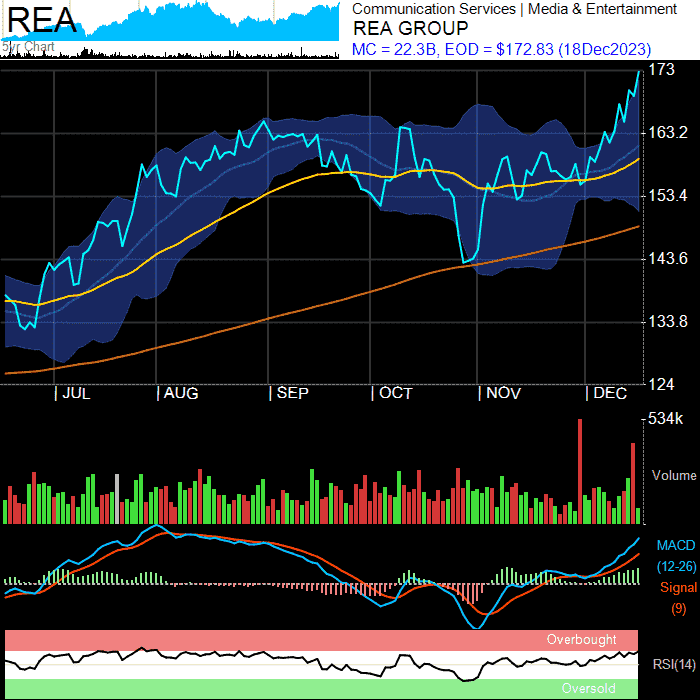 REA
5yr Chart
Communication Services | Media & Entertainment
REA GROUP
MC = 22.3B, EOD = $172.83 (18Dec2023)
173
163.2
153.4
143.6
133.8
124
JUL
AUG
SEP
OCT
NOV
DEC
534k
Volume
MACD
(12-26)
Signal
(9)
Overbought
RSI(14)
Oversold